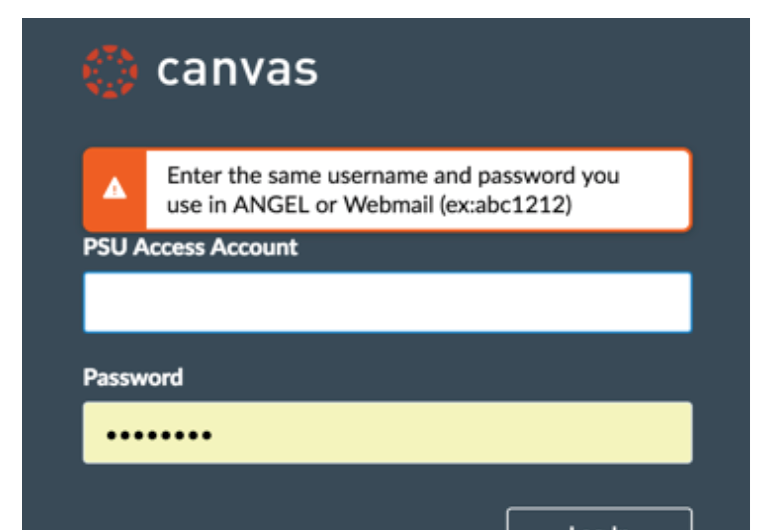 canvas
Enter the same username and password you
use in ANGEL or Webmail (ex:abc1212)
PSU Access Account
Password
••••••••